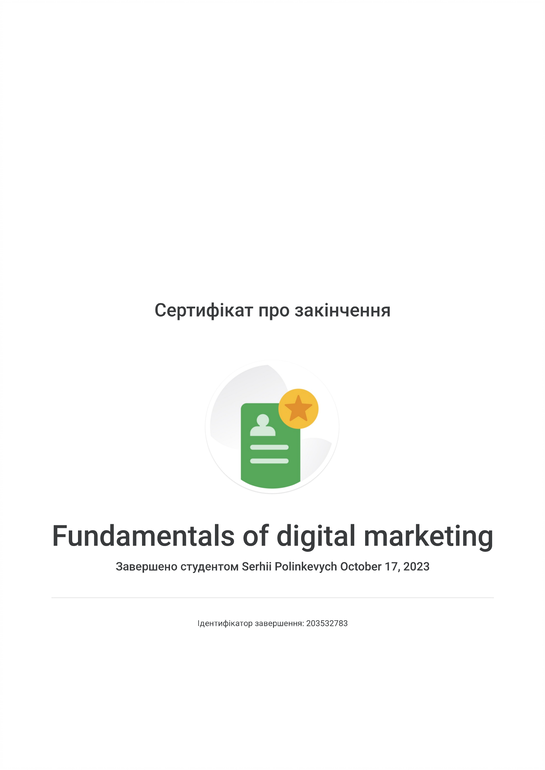 Сертифікат про закінчення
Fundamentals of digital marketing
Завершено студентом Serhii Polinkevych October 17, 2023
Ідентифікатор завершення: 203532783